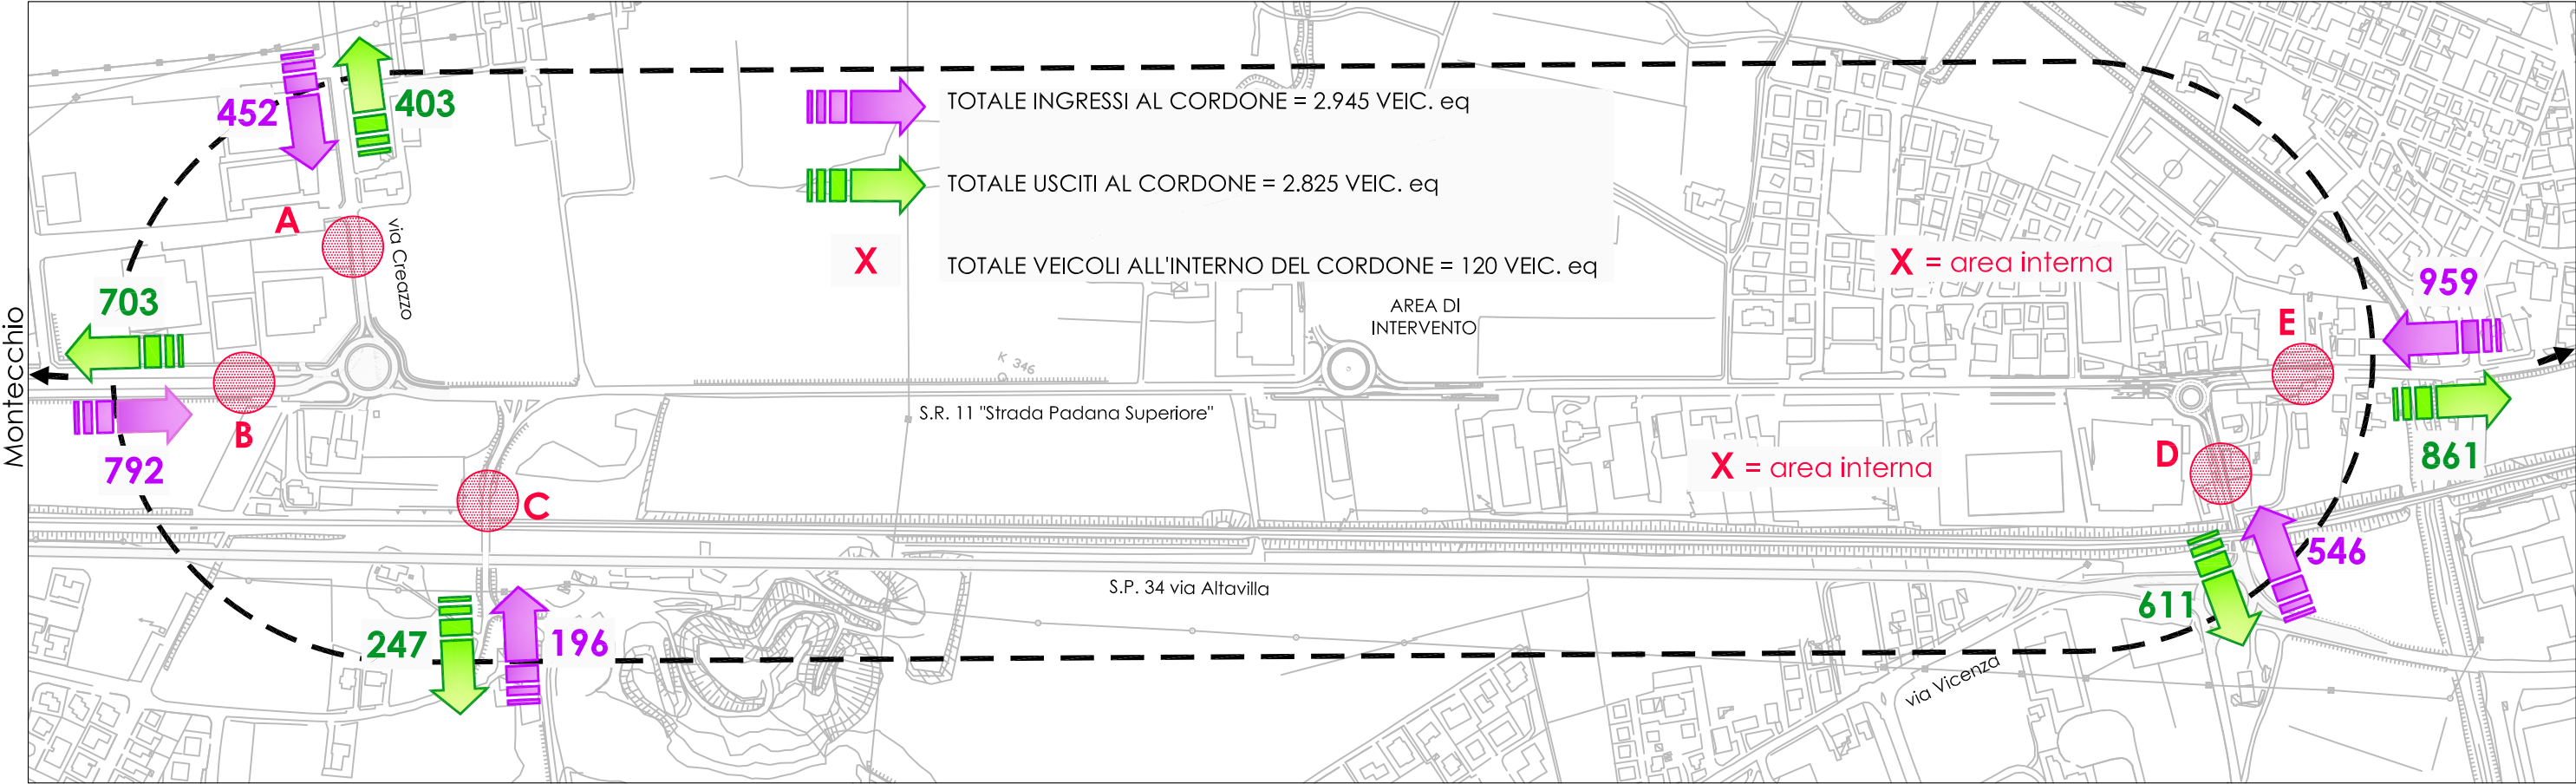 452
403
TOTALE INGRESSI AL CORDONE = 2.945 VEIC. eq
TOTALE USCITI AL CORDONE = 2.825 VEIC. eq
X
TOTALE VEICOLI ALL'INTERNO DEL CORDONE = 120 VEIC. eq
A
via Creazzo
X = area interna
703
959
AREA DI
INTERVENTO
E
Montecchio
K 346
B
S.R. 11 "Strada Padana Superiore"
861
792
X = area interna
D
C
546
S.P. 34 via Altavilla
611
247
196
via Vicenza